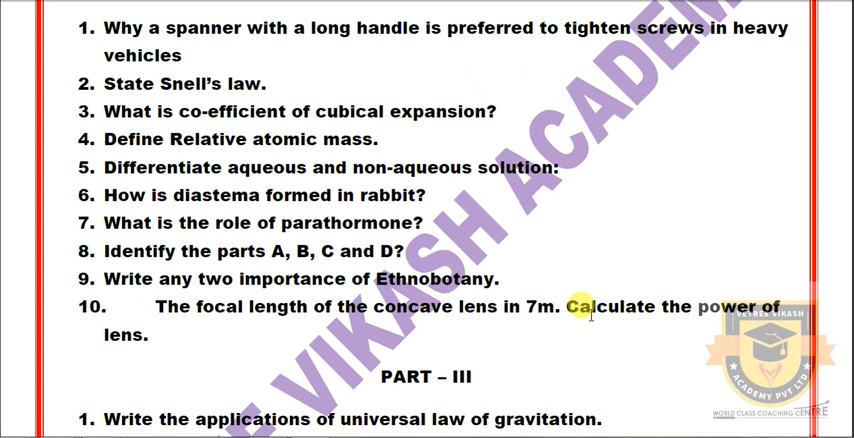 1. Why a spanner with a long handle is preferred to tighten screws in heavy
vehicles
2. State Snell's law.
3. What is co-efficient of cubical expansion?
4. Define Relative atomic mass.
5. Differentiate aqueous and non-aqueous solution:
6. How is diastema formed in rabbit?
7. What is the role of parathormone?
8. Identify the parts A, B, C and D?
9. Write any two importance of Ethnobotany.
10. The focal length of the concave lens in 7m. Calculate the power of
lens.
PART – III
1. Write the applications of universal law of gravitation.
E VIKASH ACADEM
VETREE VIKASH
ACADEMY PVT LTD
WORLD CLASS COACHING CENTRE